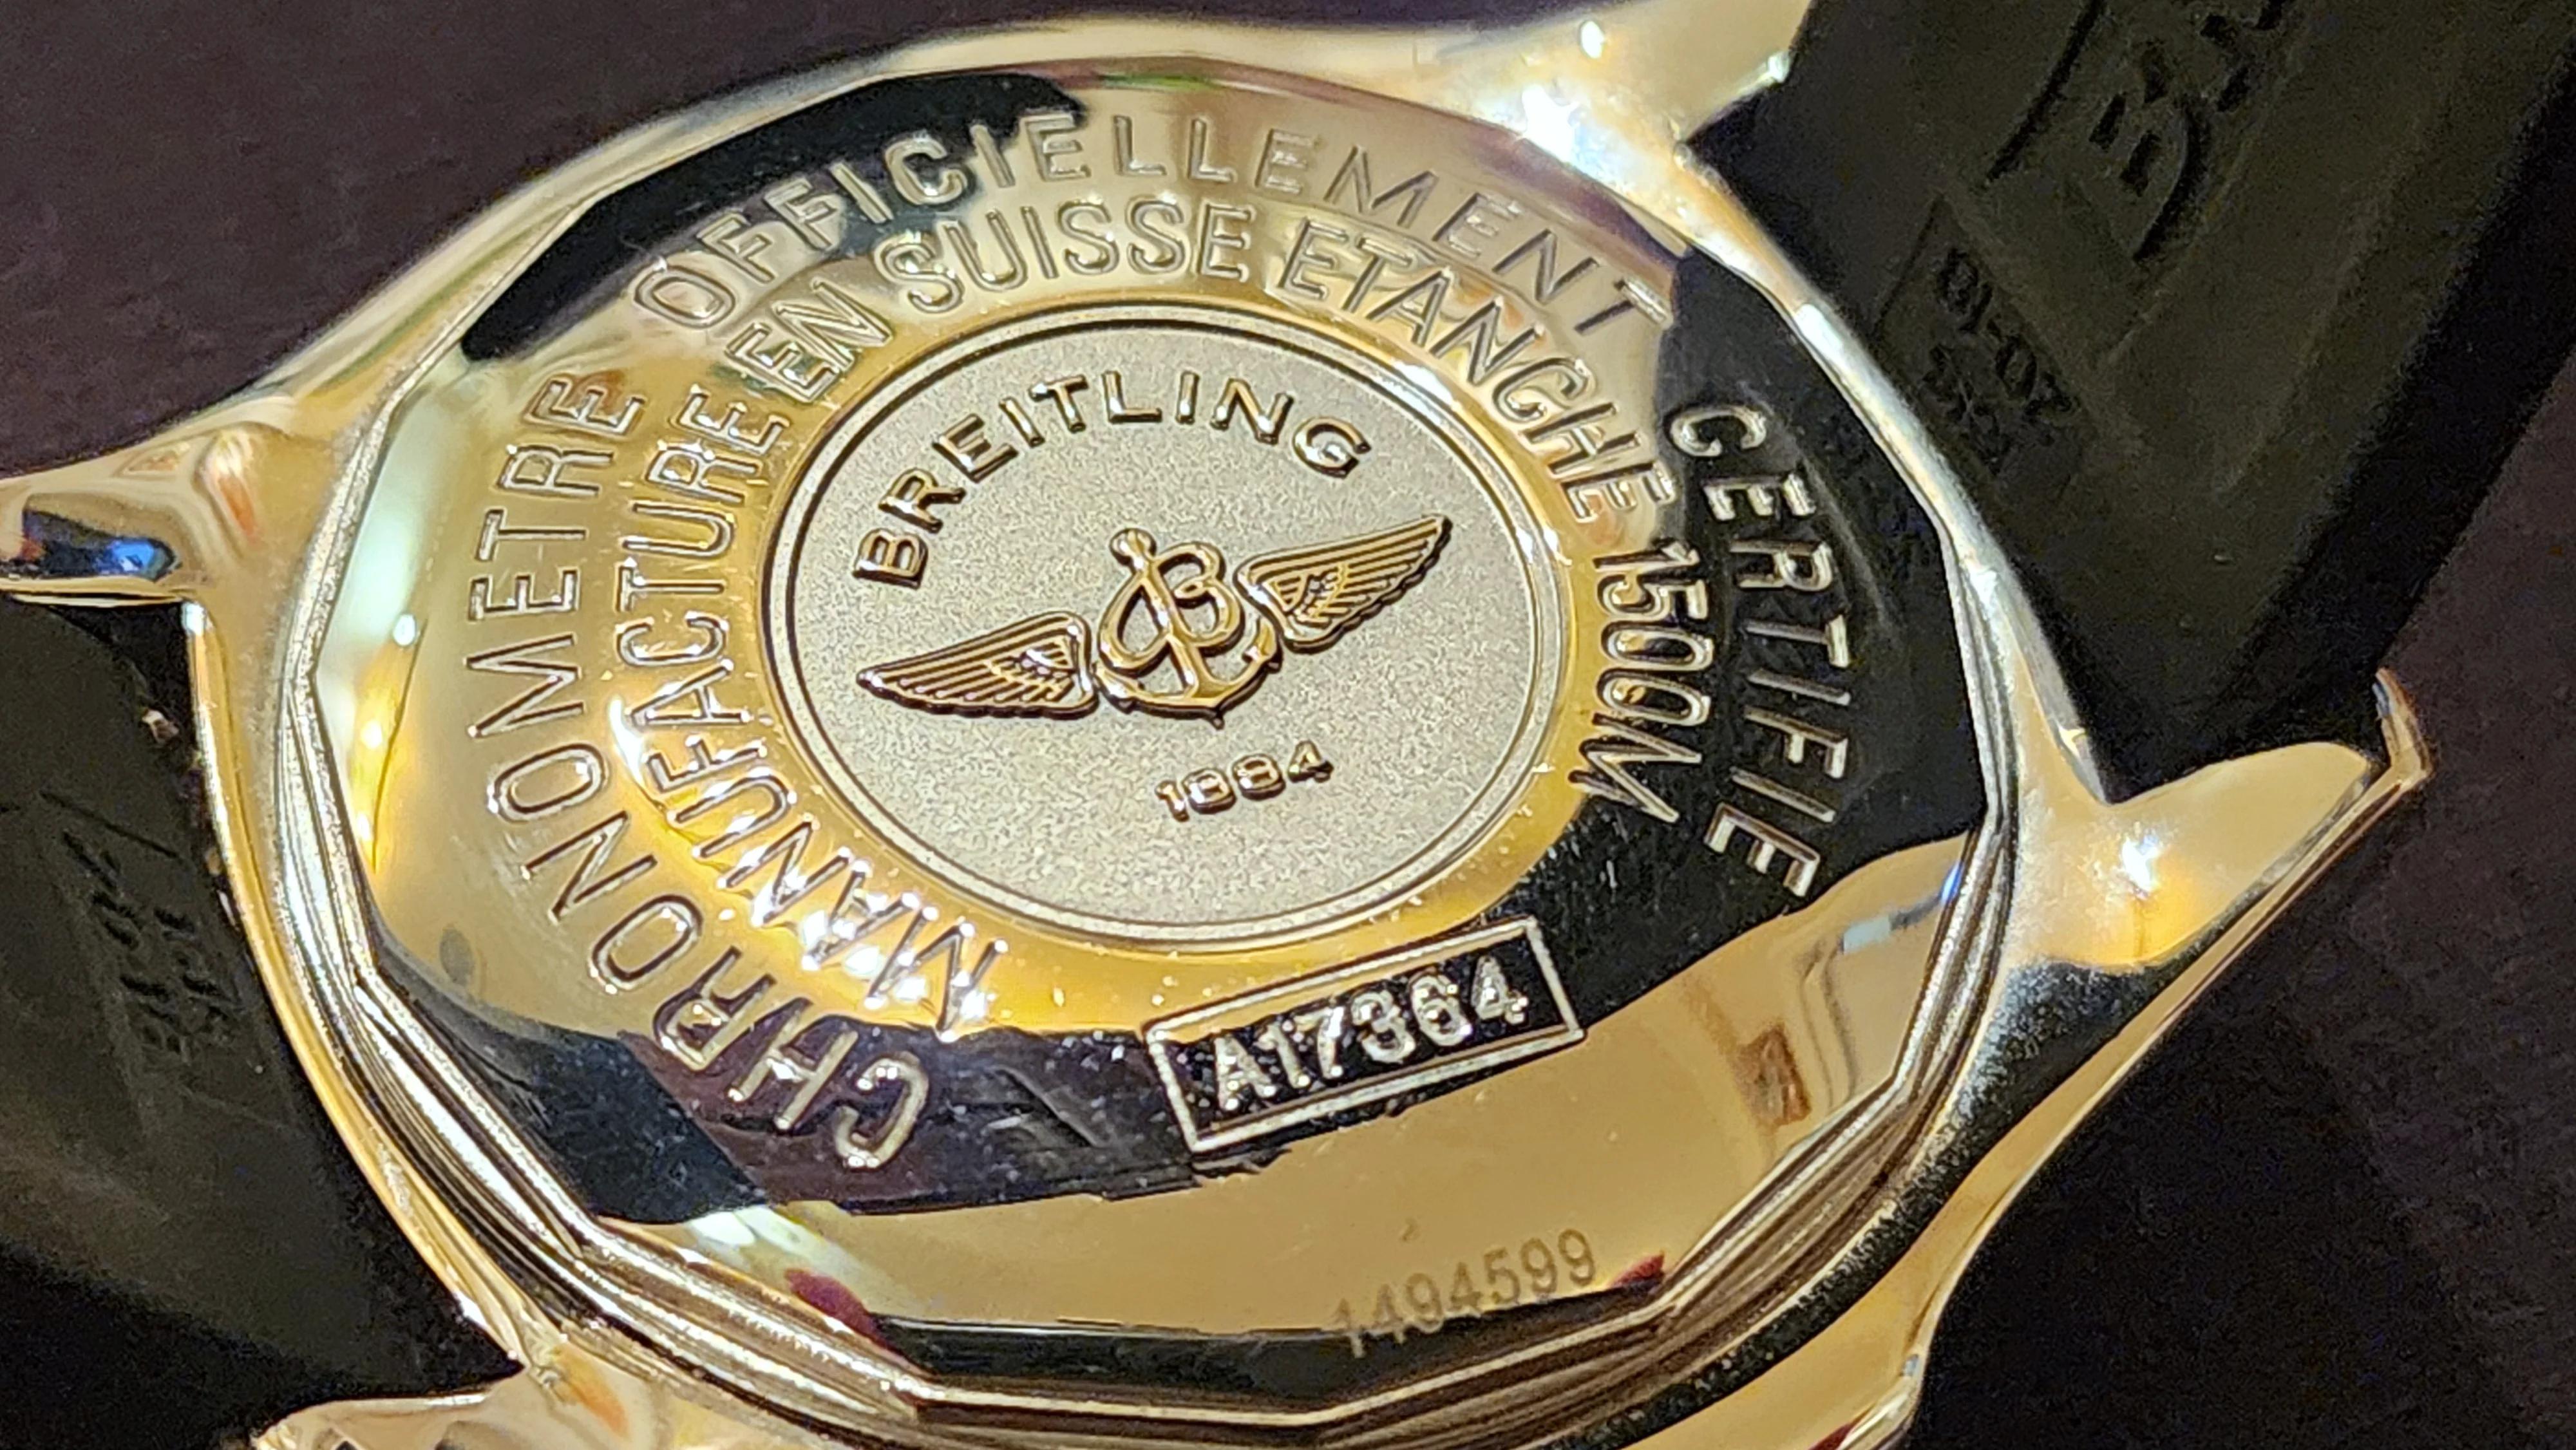 CHRONOMETRE OFFICIELLEMENT CERTIFIE
MANUFACTURE EN SUISSE ETANCHE 1500M
BREITLING
1884
A17364
1494599